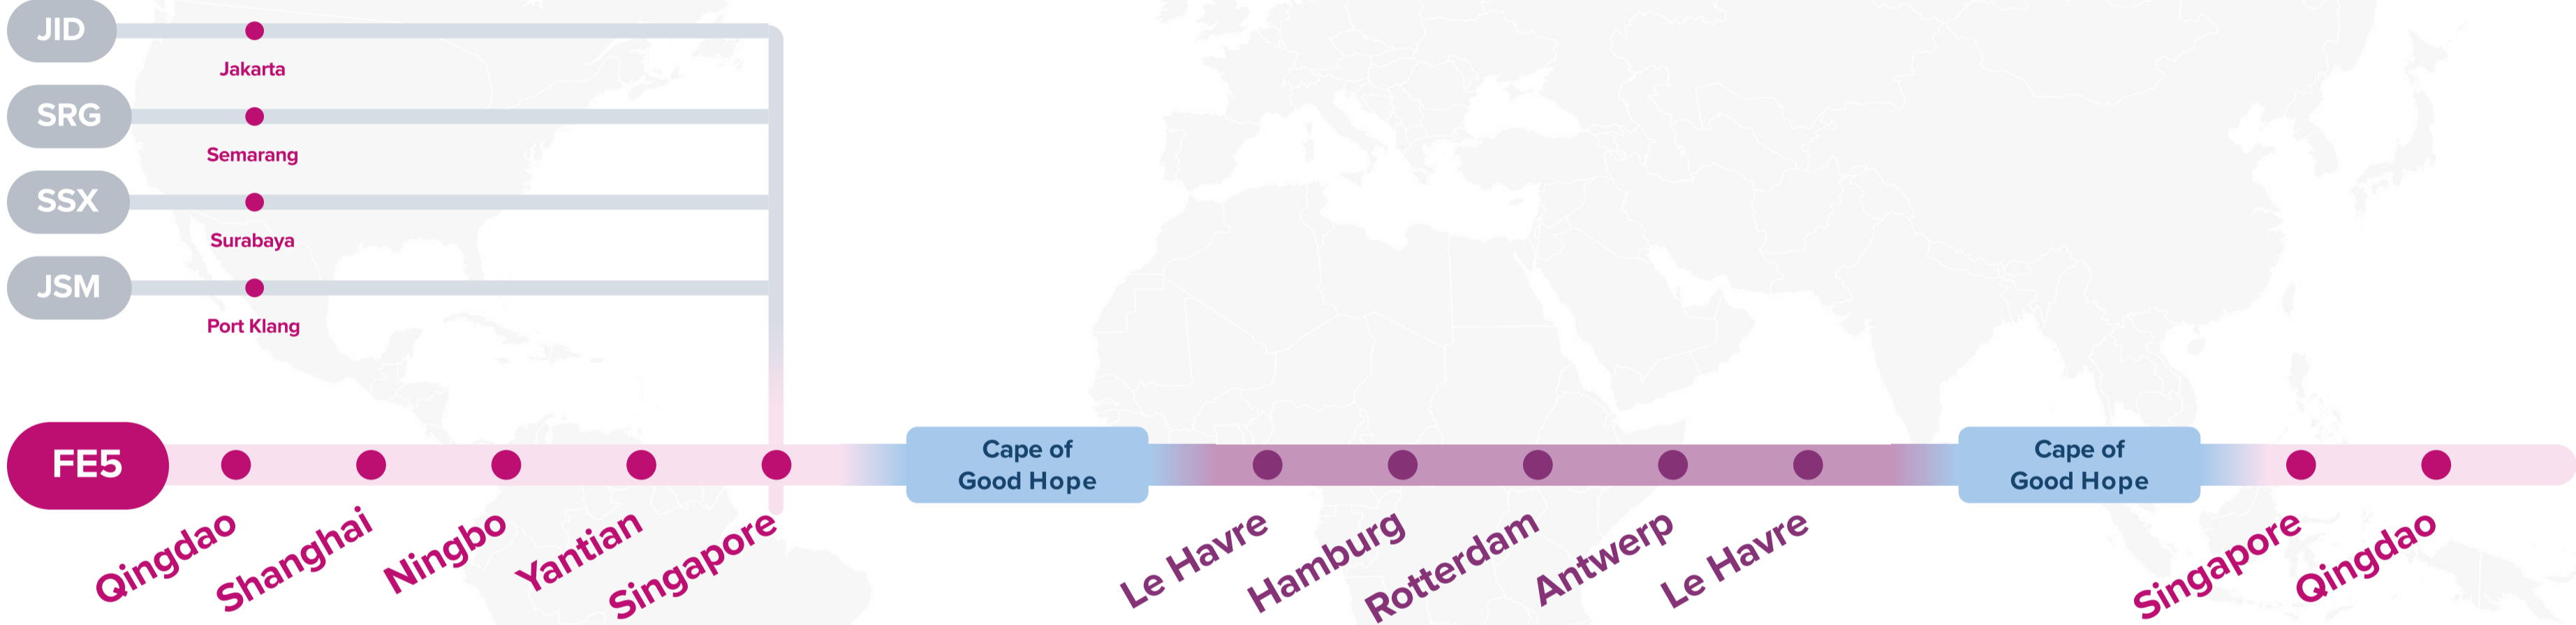 JID
Jakarta
SRG
Semarang
SSX
Surabaya
JSM
Port Klang
FE5
Cape of
Good Hope
Cape of
Good Hope
Qingdao
Shanghai
Ningbo
Yantian
Singapore
Le Havre
Hamburg
Rotterdam
Antwerp
Le Havre
Singapore
Qingdao